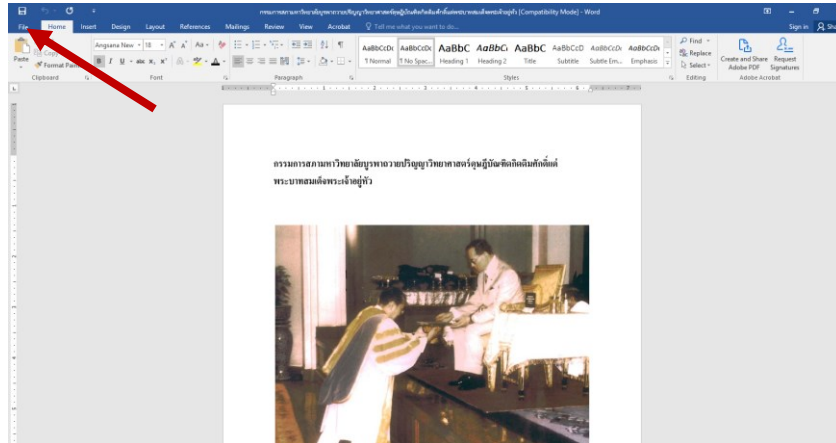 (Compatibility Mode) - Word
Sign in
File Home Insert Design Layout References Mailings Review View Acrobat Tell me what you want to do...
Paste
Copy
Format Painter
Clipboard
Angsana New 18
Font
Paragraph
AaBbCcDc AaBbCcDc AaBbC AaBbCc AaBbC AaBbCcD AaBbCcDc AaBbCcDc
¶ Normal ¶ No Spac... Heading 1 Heading 2 Title Subtitle Subtle Em... Emphasis
Styles
Find
Replace
Select
Editing
Create and Share Adobe PDF
Request Signatures
Adobe Acrobat
กรรมการสภามหาวิทยาลัยบูรพาถวายปริญญาวิทยาศาสตร์ดุษฎีบัณฑิตกิตติมศักดิ์แด่
พระบาทสมเด็จพระเจ้าอยู่หัว